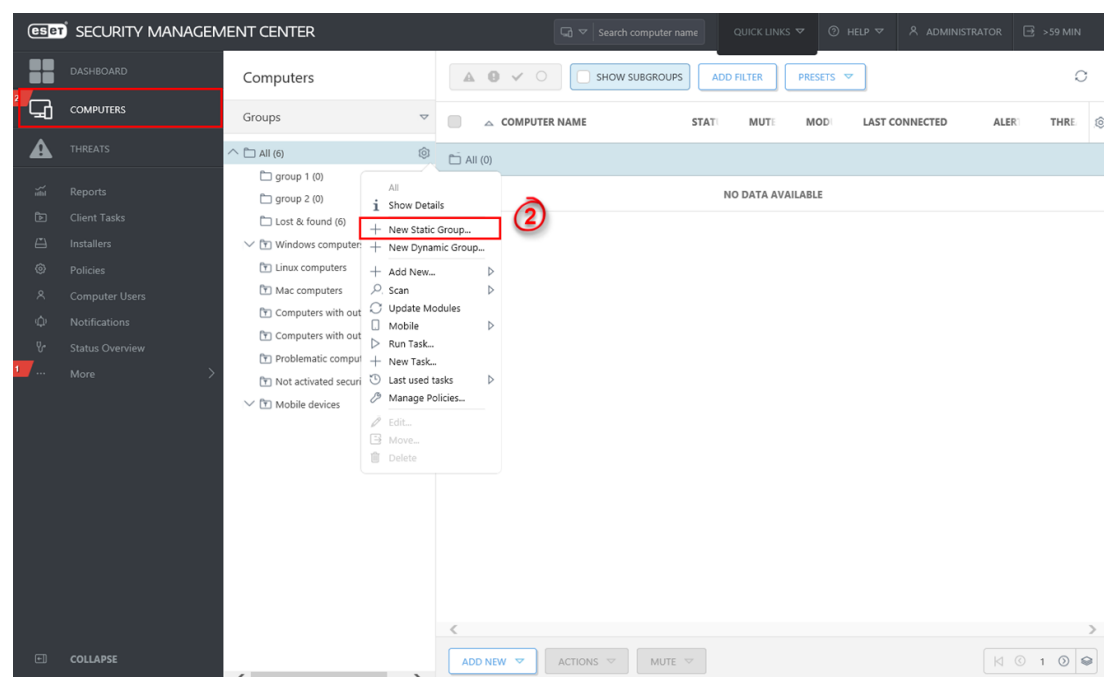 eset SECURITY MANAGEMENT CENTER
Search computer name
QUICK LINKS
HELP
ADMINISTRATOR
>59 MIN
DASHBOARD
2
COMPUTERS
THREATS
Reports
Client Tasks
Installers
Policies
Computer Users
Notifications
Status Overview
1
... More
COLLAPSE
Computers
Groups
All (6)
group 1 (0)
group 2 (0)
Lost & found (6)
Windows computer
Linux computers
Mac computers
Computers with out
Computers with out
Problematic comput
Not activated securi
Mobile devices
All
Show Details
New Static Group...
New Dynamic Group...
Add New...
Scan
Update Modules
Mobile
Run Task...
New Task...
Last used tasks
Manage Policies...
Edit...
Move...
Delete
2
SHOW SUBGROUPS
ADD FILTER
PRESETS
COMPUTER NAME
STAT
MUTE
MOD
LAST CONNECTED
ALER
THRE
All (0)
NO DATA AVAILABLE
ADD NEW
ACTIONS
MUTE
1